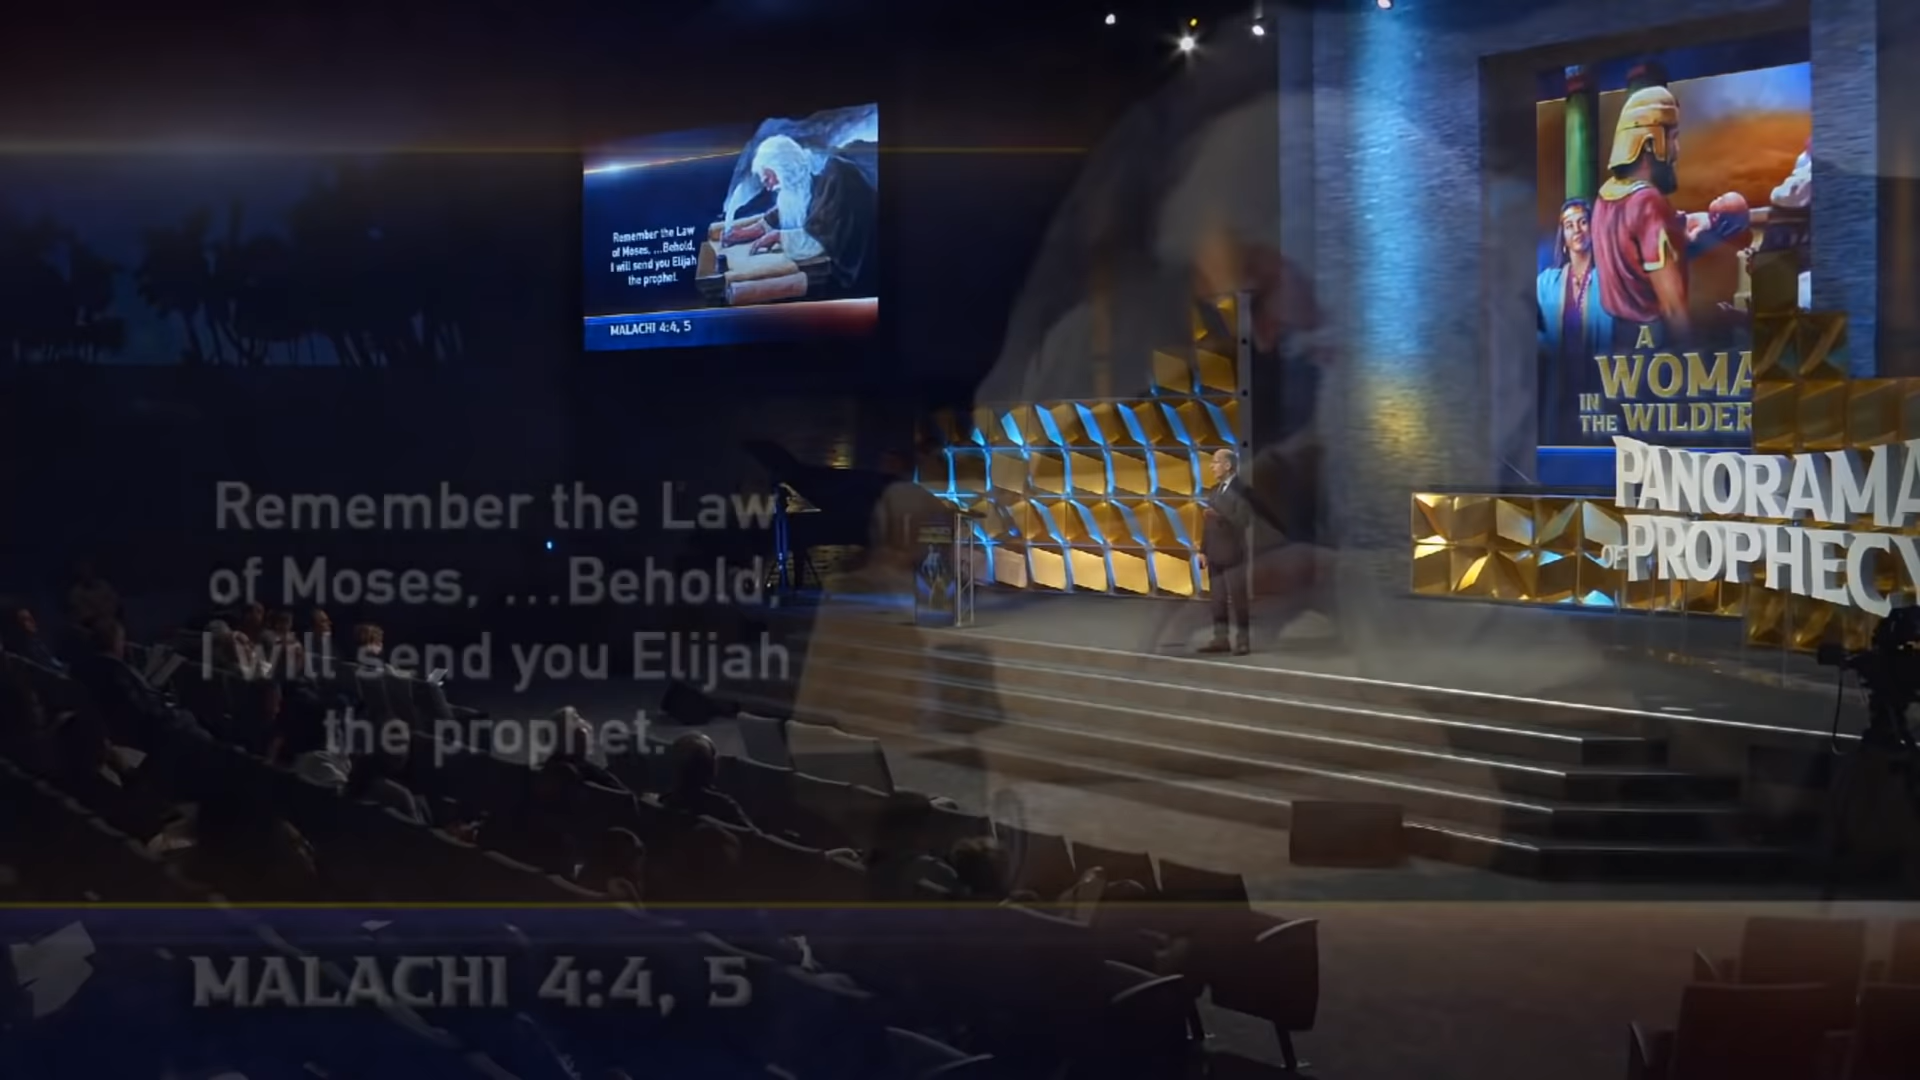 Remember the Law
of Moses, ...Behold,
I will send you Elijah
the prophet.
MALACHI 4:4, 5
A
WOMA
IN
THE WILDER
PANORAMA
OF PROPHECY
Remember the Law
of Moses, ...Behold,
I will send you Elijah
the prophet.
MALACHI 4:4, 5